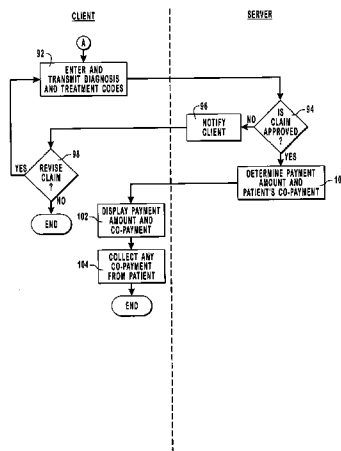 CLIENT
SERVER
A
92
ENTER AND
TRANSMIT DIAGNOSIS
AND TREATMENT CODES
96
NOTIFY
CLIENT
NO
94
IS
CLAIM
APPROVED
?
YES
98
YES
REVISE
CLAIM
?
NO
END
DETERMINE PAYMENT
AMOUNT AND
PATIENT'S CO-PAYMENT
10
102
DISPLAY PAYMENT
AMOUNT AND
CO-PAYMENT
104
COLLECT ANY
CO-PAYMENT
FROM PATIENT
END